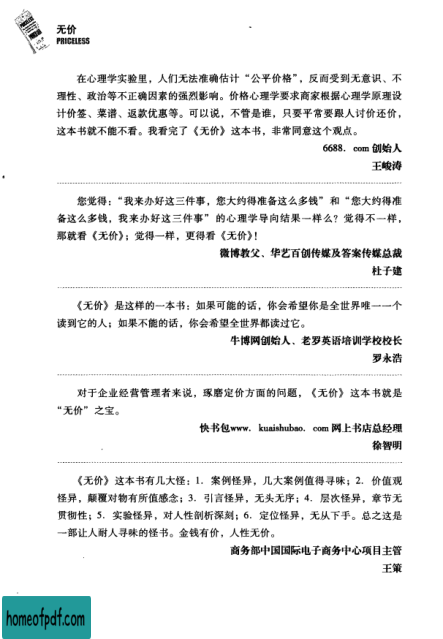 无价
PRICELESS
在心理学实验里，人们无法准确估计“公平价格”，反而受到无意识、不
理性、政治等不正确因素的强烈影响。价格心理学要求商家根据心理学原理设
计价签、菜谱、返款优惠等。可以说，不管是谁，只要平常要跟人讨价还价，
这本书就不能不看。我看完了《无价》这本书，非常同意这个观点。
6688．com 创始人
王峻涛
您觉得：“我来办好这三件事，您大约得准备这么多钱”和“您大约得准
备这么多钱，我来办好这三件事”的心理学导向结果一样么？觉得不一样，
那就看《无价》；觉得一样，更得看《无价》！
微博教父、华艺百创传媒及答案传媒总裁
杜子建
《无价》是这样的一本书：如果可能的话，你会希望你是全世界唯一一个
读到它的人；如果不能的话，你会希望全世界都读过它。
牛博网创始人、老罗英语培训学校校长
罗永浩
对于企业经营管理者来说，琢磨定价方面的问题，《无价》这本书就是
“无价”之宝。
快书包www．kuaishubao．com 网上书店总经理
徐智明
《无价》这本书有几大怪：1．案例怪异，几大案例值得寻味；2．价值观
怪异，颠覆对物有所值感念；3．引言怪异，无头无序；4．层次怪异，章节无
贯彻性；5．实验怪异，对人性剖析深刻；6．定位怪异，无从下手。总之这是
一部让人耐人寻味的怪书。金钱有价，人性无价。
商务部中国国际电子商务中心项目主管
王策
homeofpdf.com